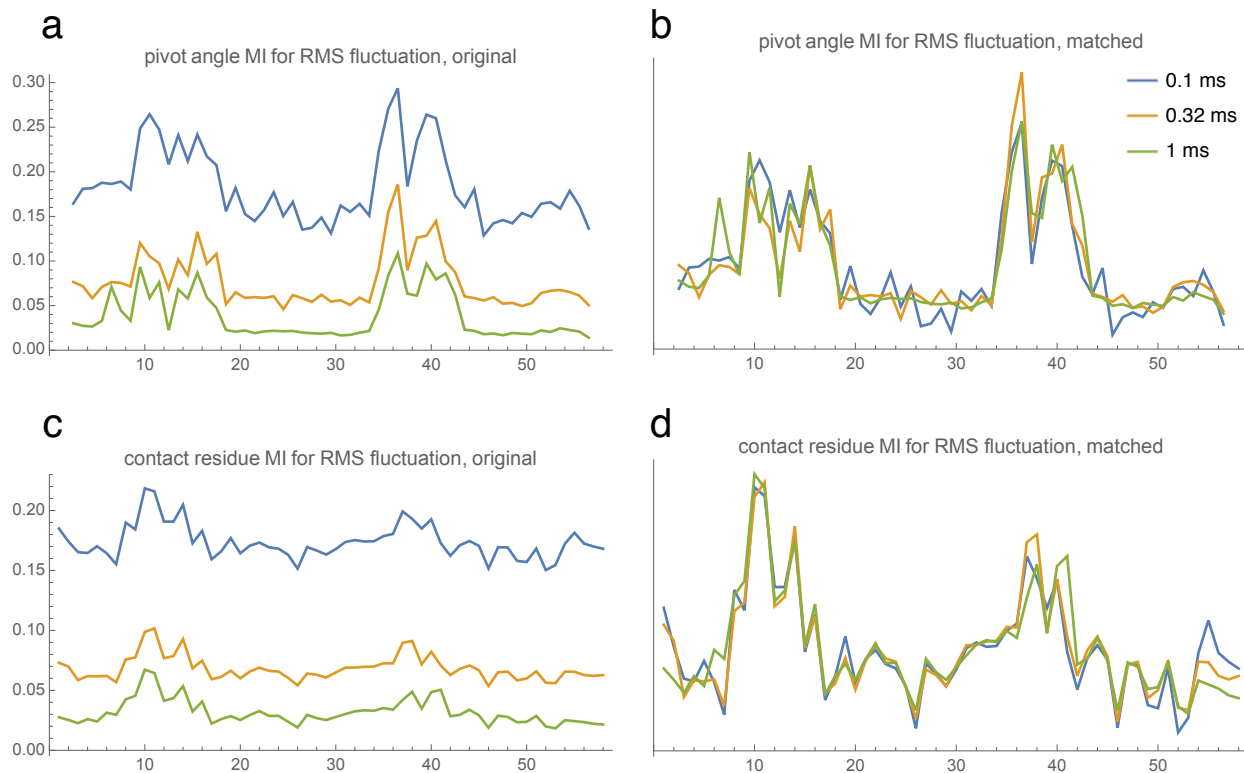 a
pivot angle MI for RMS fluctuation, original
0.30
0.25
0.20
0.15
0.10
0.05
0.00
10 20 30 40 50
b
pivot angle MI for RMS fluctuation, matched
0.1 ms
0.32 ms
1 ms
10 20 30 40 50
c
contact residue MI for RMS fluctuation, original
0.20
0.15
0.10
0.05
0.00
10 20 30 40 50
d
contact residue MI for RMS fluctuation, matched
10 20 30 40 50